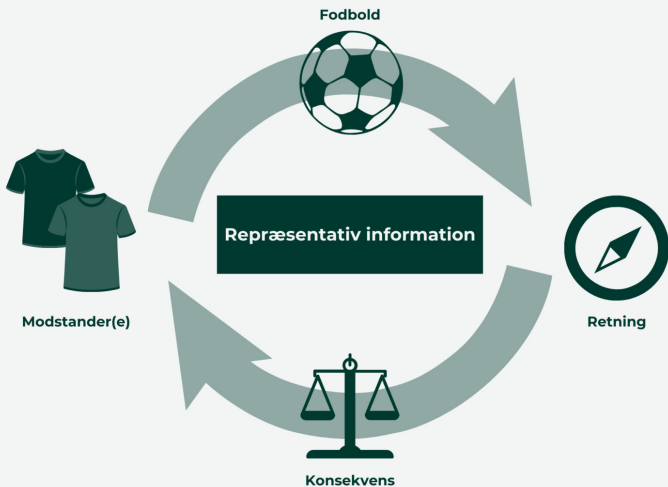 Fodbold
Repræsentativ information
Modstander(e)
Retning
Konsekvens